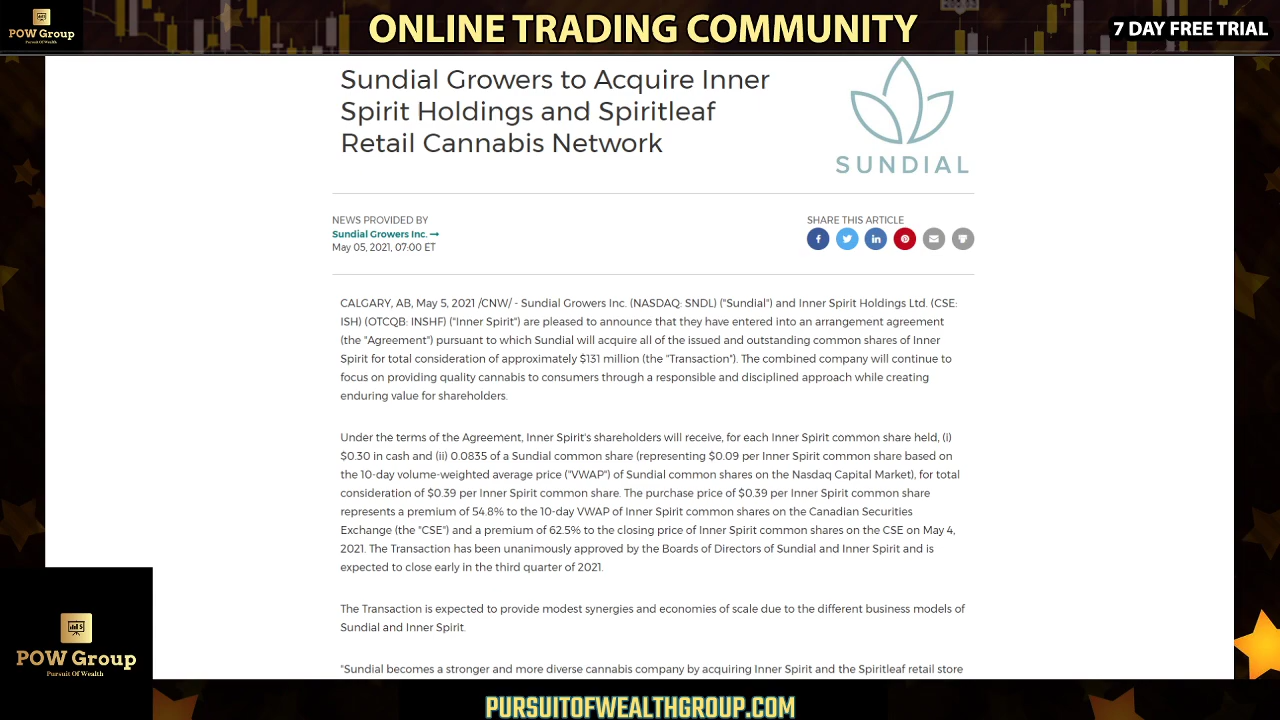 POW Group
Pursuit Of Wealth
ONLINE TRADING COMMUNITY
7 DAY FREE TRIAL
Sundial Growers to Acquire Inner
Spirit Holdings and Spiritleaf
Retail Cannabis Network
SUNDIAL
NEWS PROVIDED BY
Sundial Growers Inc. →
May 05, 2021, 07:00 ET
SHARE THIS ARTICLE
CALGARY, AB, May 5, 2021 /CNW/ - Sundial Growers Inc. (NASDAQ: SNDL) ("Sundial") and Inner Spirit Holdings Ltd. (CSE:
ISH) (OTCQB: INSHF) ("Inner Spirit") are pleased to announce that they have entered into an arrangement agreement
(the "Agreement") pursuant to which Sundial will acquire all of the issued and outstanding common shares of Inner
Spirit for total consideration of approximately $131 million (the "Transaction"). The combined company will continue to
focus on providing quality cannabis to consumers through a responsible and disciplined approach while creating
enduring value for shareholders.
Under the terms of the Agreement, Inner Spirit's shareholders will receive, for each Inner Spirit common share held, (i)
$0.30 in cash and (ii) 0.0835 of a Sundial common share (representing $0.09 per Inner Spirit common share based on
the 10-day volume-weighted average price ("VWAP") of Sundial common shares on the Nasdaq Capital Market), for total
consideration of $0.39 per Inner Spirit common share. The purchase price of $0.39 per Inner Spirit common share
represents a premium of 54.8% to the 10-day VWAP of Inner Spirit common shares on the Canadian Securities
Exchange (the "CSE") and a premium of 62.5% to the closing price of Inner Spirit common shares on the CSE on May 4,
2021. The Transaction has been unanimously approved by the Boards of Directors of Sundial and Inner Spirit and is
expected to close early in the third quarter of 2021.
The Transaction is expected to provide modest synergies and economies of scale due to the different business models of
Sundial and Inner Spirit.
"Sundial becomes a stronger and more diverse cannabis company by acquiring Inner Spirit and the Spiritleaf retail store
POW Group
Pursuit Of Wealth
PURSUITOFWEALTHGROUP.COM